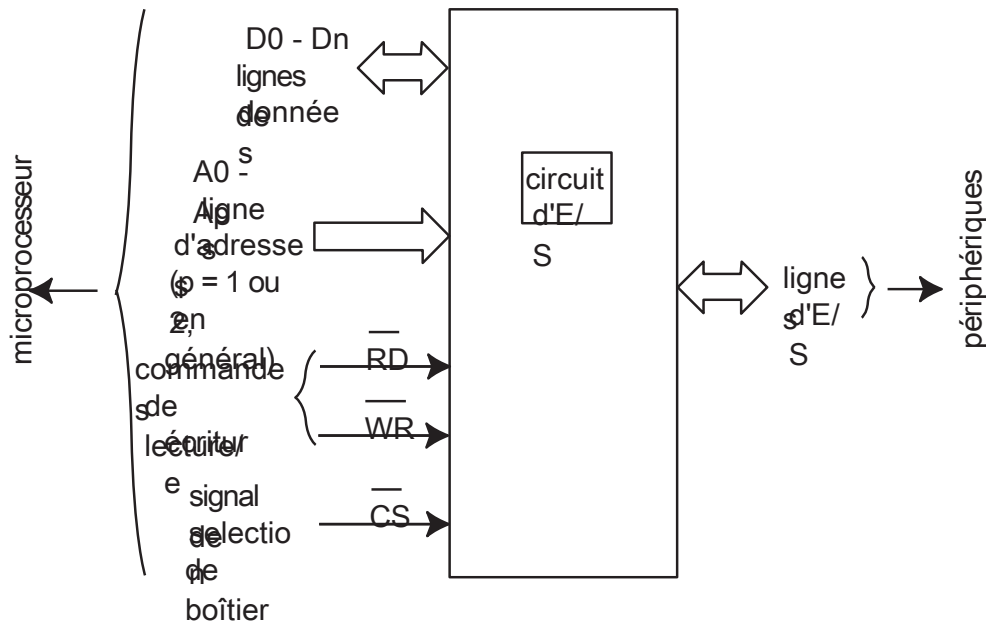 D0 - Dn
lignes
de
données
A0 -
Ap
lignes
d'adresses
(p = 1 ou
2,
en
général)
commandes
de
lecture/
écriture
signal
de
selection
de
boîtier
RD
WR
CS
circuit
d'E/
S
lignes
d'E/
S
microprocesseur
périphériques